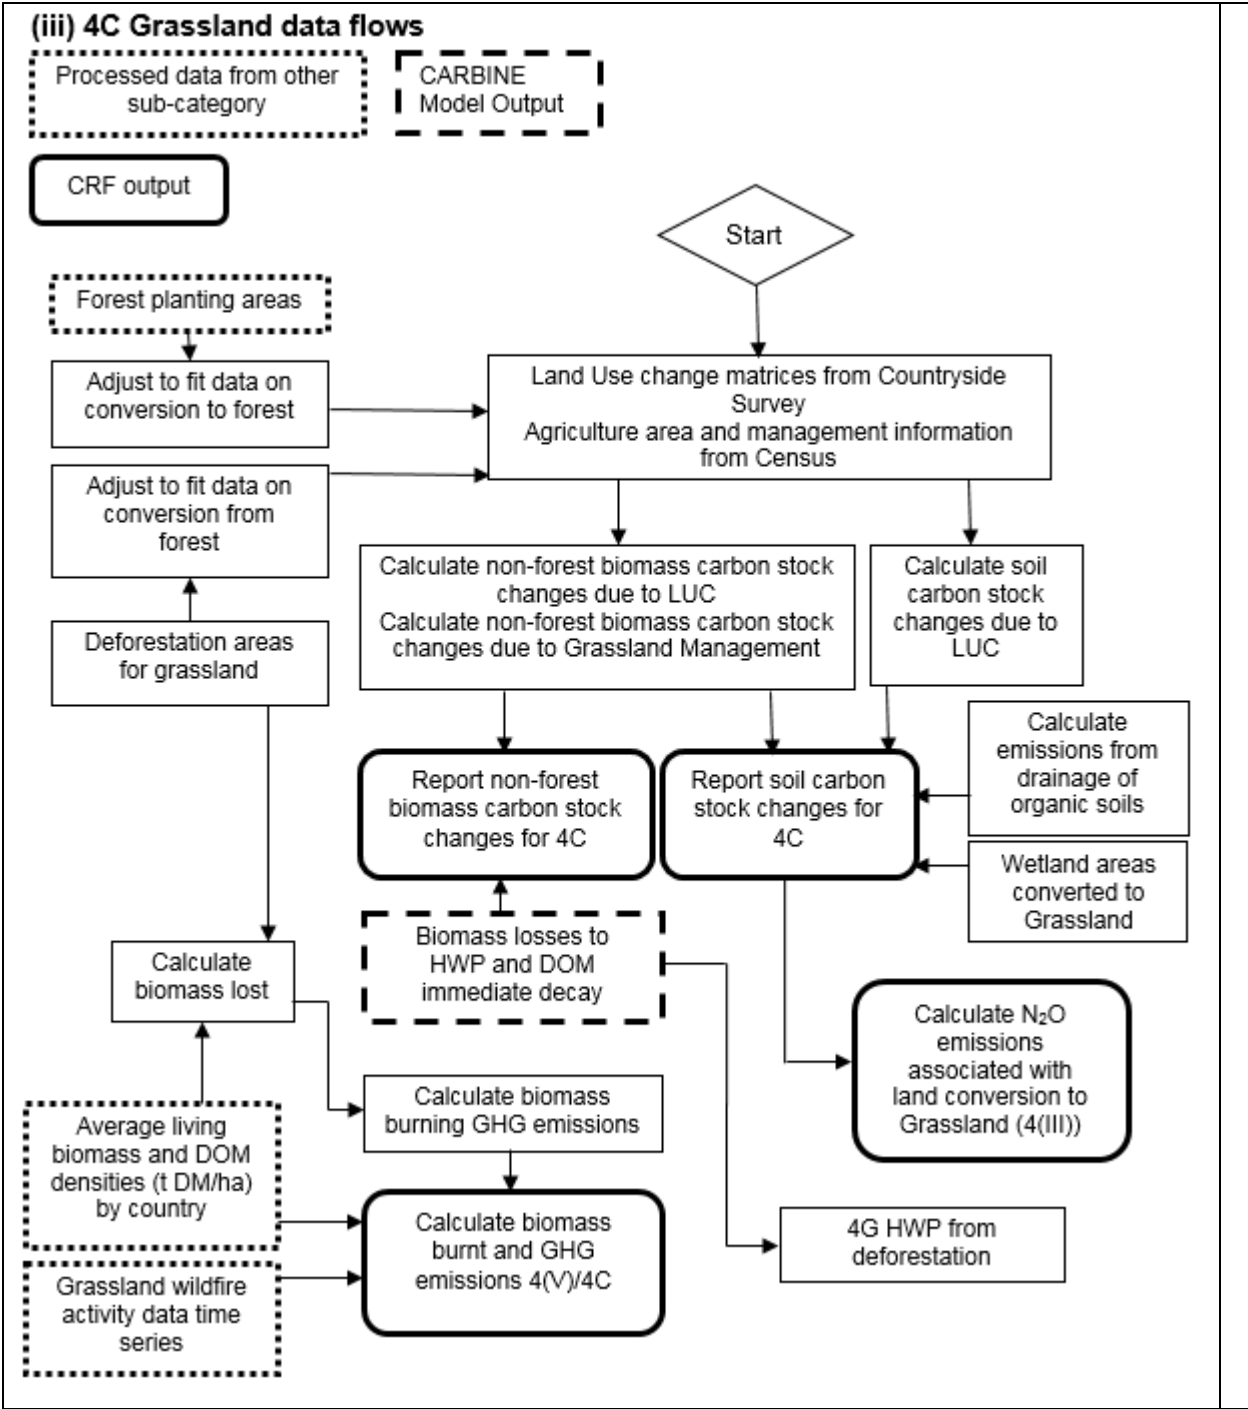 (iii) 4C Grassland data flows
Processed data from other
sub-category
CARBINE
Model Output
CRF output
Start
Forest planting areas
Adjust to fit data on
conversion to forest
Land Use change matrices from Countryside
Survey
Agriculture area and management information
from Census
Adjust to fit data on
conversion from
forest
Calculate non-forest biomass carbon stock
changes due to LUC
Calculate non-forest biomass carbon stock
changes due to Grassland Management
Calculate soil
carbon stock
changes due to
LUC
Deforestation areas
for grassland
Calculate
emissions from
drainage of
organic soils
Report non-forest
biomass carbon stock
changes for 4C
Report soil carbon
stock changes for
4C
Wetland areas
converted to
Grassland
Biomass losses to
HWP and DOM
immediate decay
Calculate
biomass lost
Calculate N₂O
emissions
associated with
land conversion to
Grassland (4(III))
Calculate biomass
burning GHG emissions
Average living
biomass and DOM
densities (t DM/ha)
by country
Calculate biomass
burnt and GHG
emissions 4(V)/4C
4G HWP from
deforestation
Grassland wildfire
activity data time
series